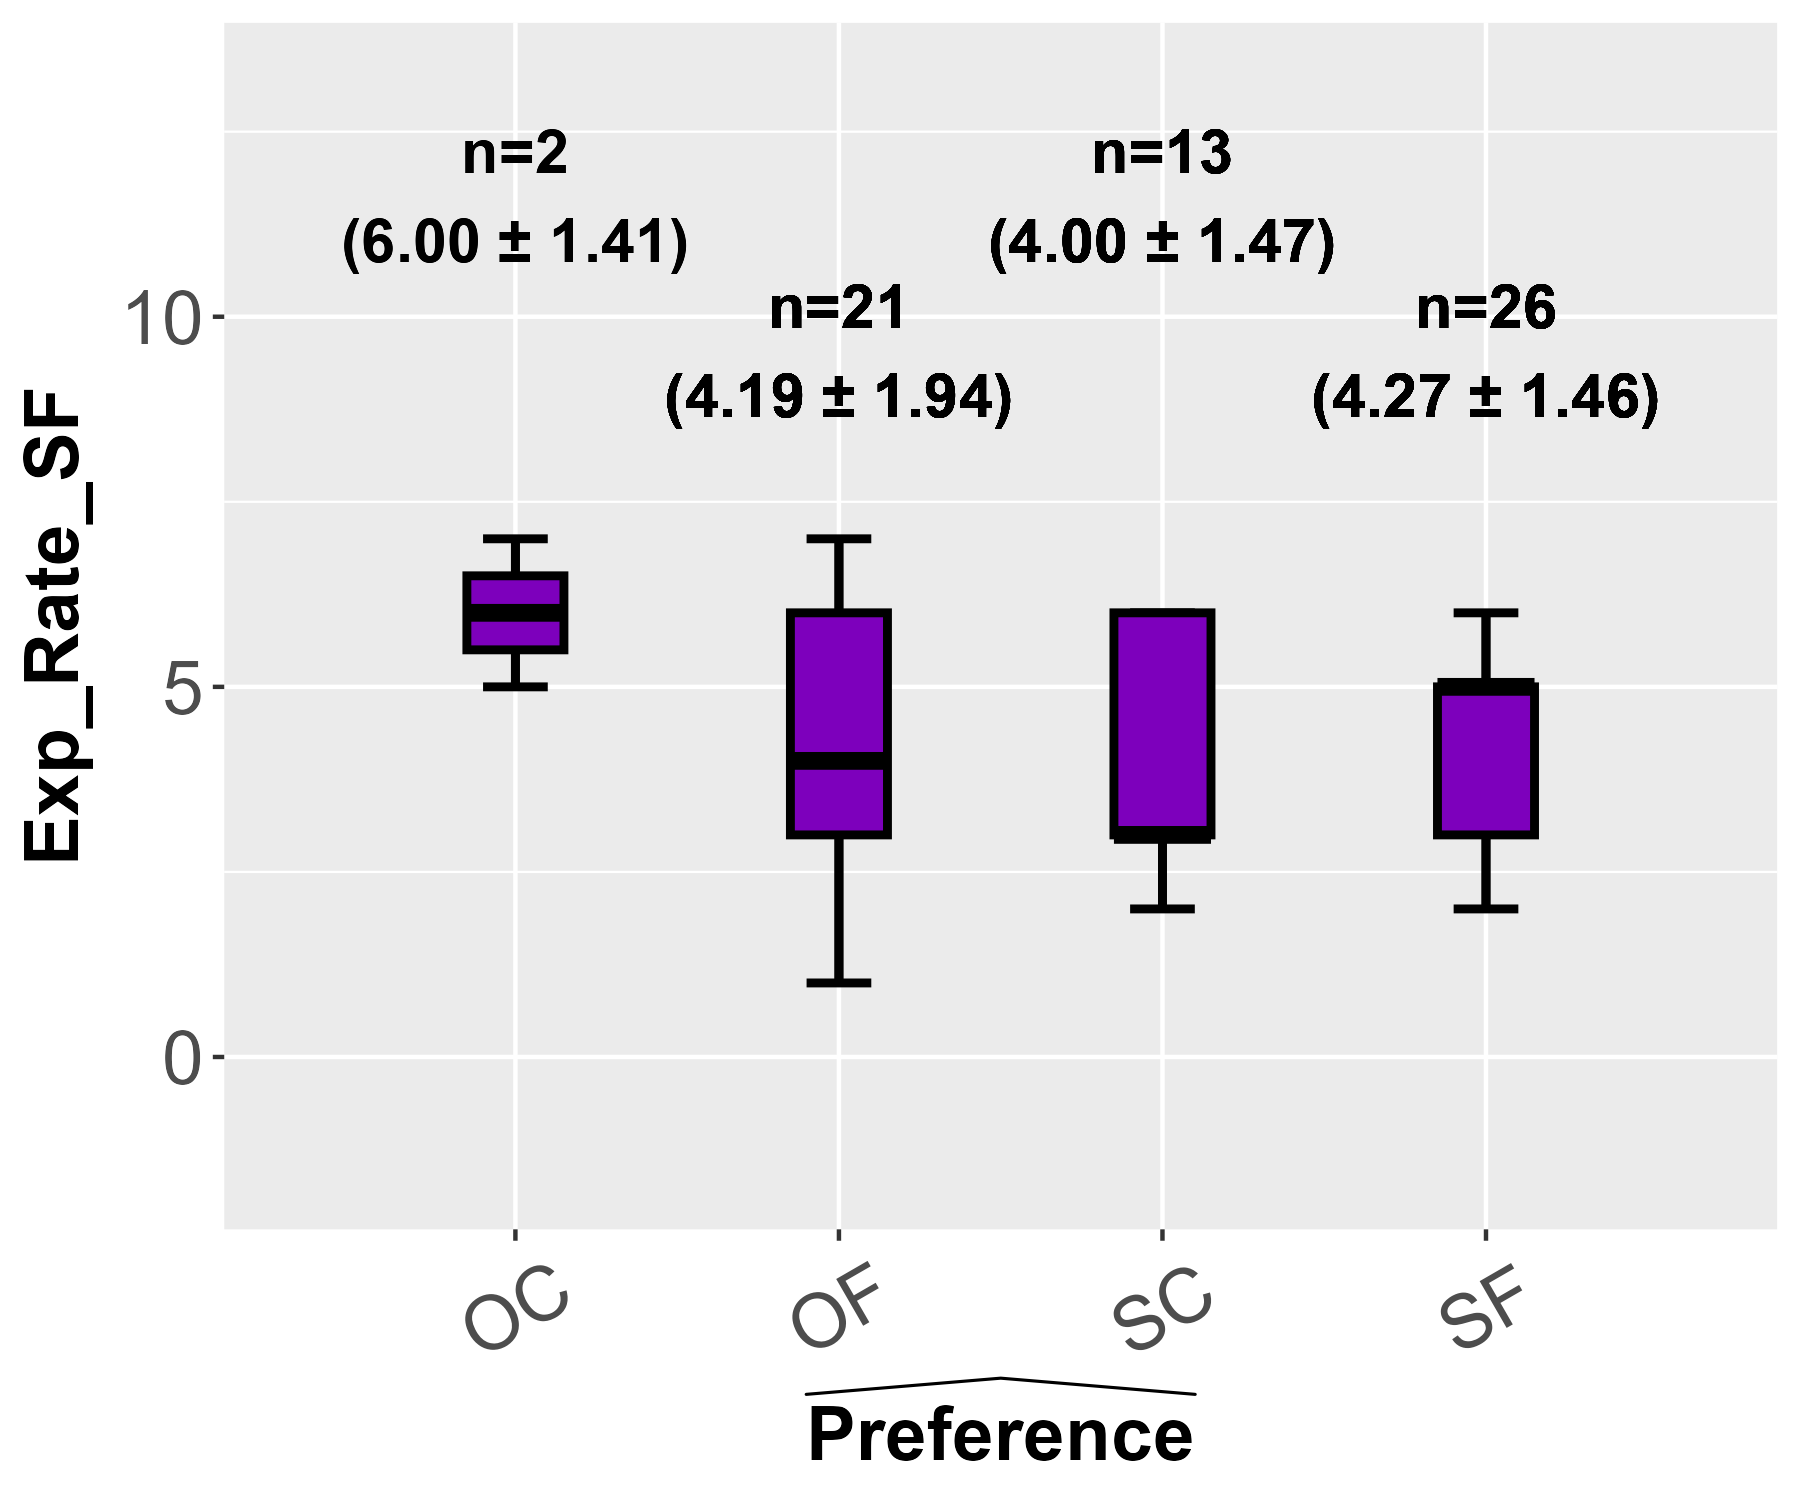 n=2
(6.00 ± 1.41)
n=21
(4.19 ± 1.94)
n=13
(4.00 ± 1.47)
n=26
(4.27 ± 1.46)
Exp_Rate_SF
10
5
0
OC
OF
SC
SF
Preference